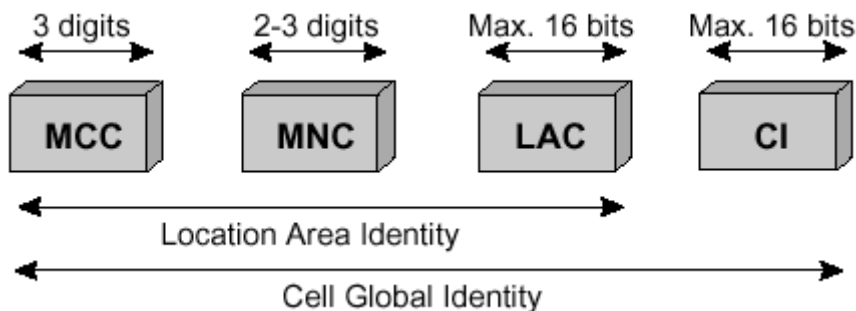 3 digits 2-3 digits Max. 16 bits Max. 16 bits
MCC MNC LAC CI
Location Area Identity
Cell Global Identity